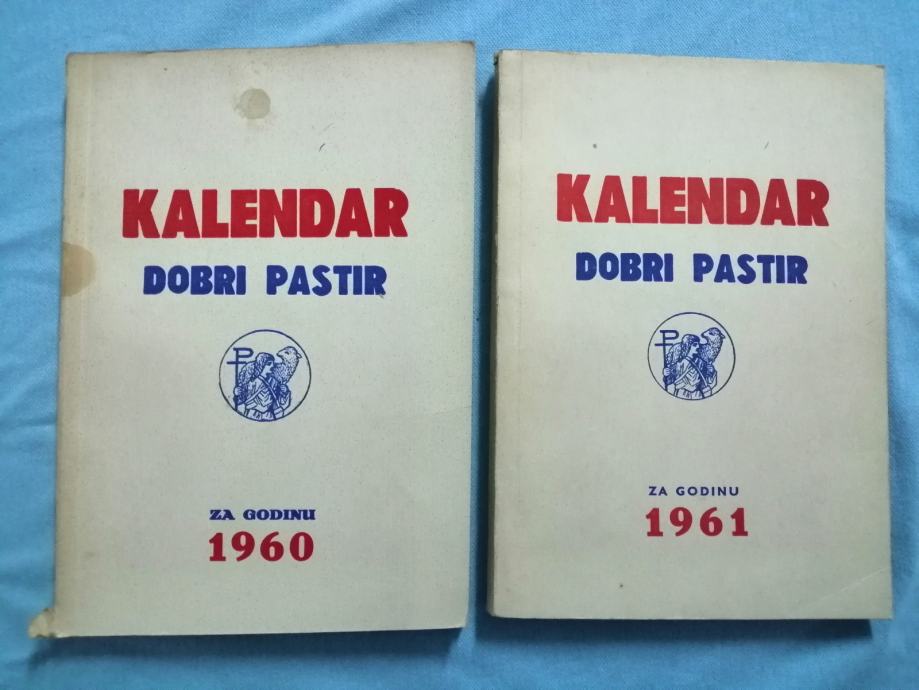 KALENDAR
DOBRI PASTIR
P
ZA GODINU
1960
KALENDAR
DOBRI PASTIR
P
ZA GODINU
1961